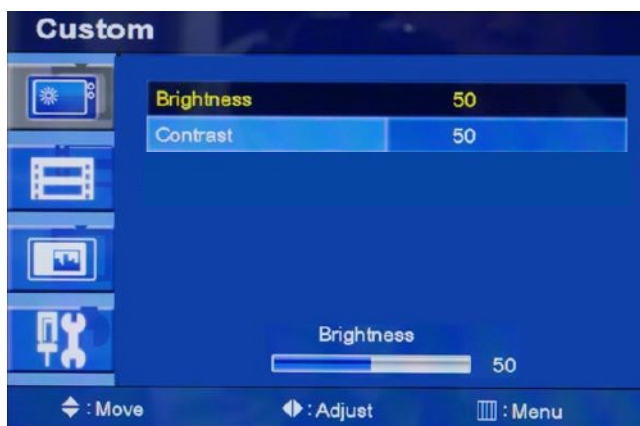 Custom
Brightness 50
Contrast 50
Brightness
50
: Move : Adjust : Menu